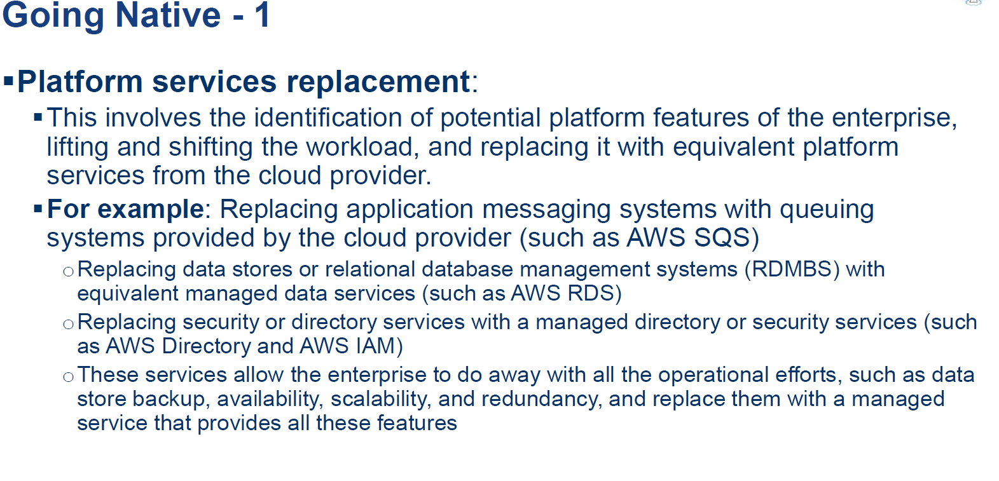 Going Native - 1
▪Platform services replacement:
▪This involves the identification of potential platform features of the enterprise,
lifting and shifting the workload, and replacing it with equivalent platform
services from the cloud provider.
▪For example: Replacing application messaging systems with queuing
systems provided by the cloud provider (such as AWS SQS)
○Replacing data stores or relational database management systems (RDMBS) with
equivalent managed data services (such as AWS RDS)
○Replacing security or directory services with a managed directory or security services (such
as AWS Directory and AWS IAM)
○These services allow the enterprise to do away with all the operational efforts, such as data
store backup, availability, scalability, and redundancy, and replace them with a managed
service that provides all these features